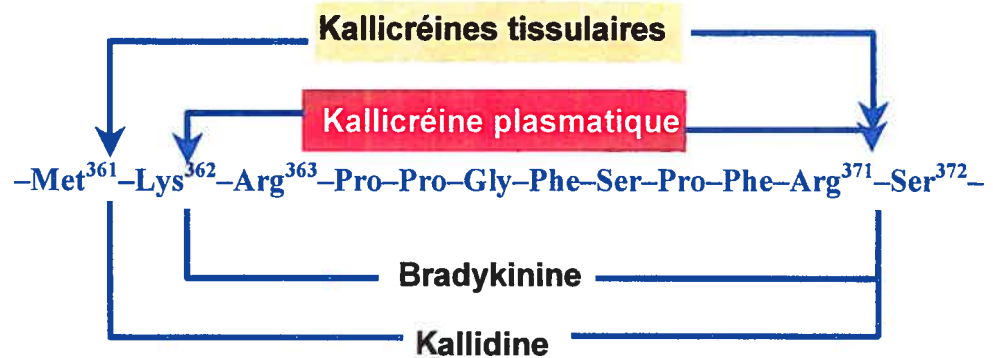 Kallicréines tissulaires
Kallicréine plasmatique
–Met³⁶¹–Lys³⁶²–Arg³⁶³–Pro–Pro–Gly–Phe–Ser–Pro–Phe–Arg³⁷¹–Ser³⁷²–
Bradykinine
Kallidine